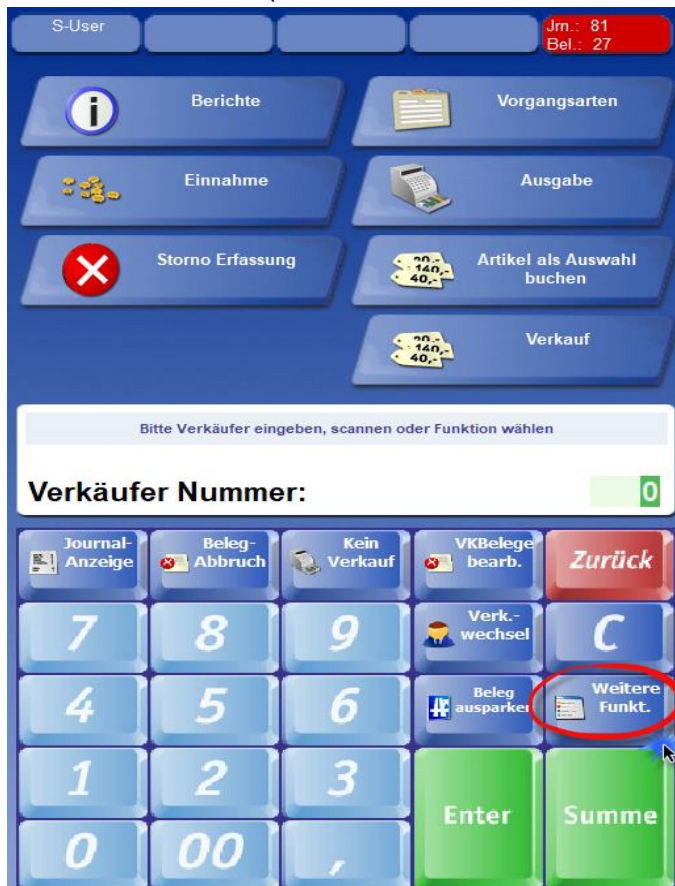 S-User
Jrn.: 81
Bel.: 27
Berichte
Vorgangsarten
Einnahme
Ausgabe
Storno Erfassung
Artikel als Auswahl
buchen
Verkauf
Bitte Verkäufer eingeben, scannen oder Funktion wählen
Verkäufer Nummer:
0
Journal-
Anzeige
Beleg-
Abbruch
Kein
Verkauf
VKBelege
bearb.
Zurück
7
8
9
Verk.-
wechsel
C
4
5
6
Beleg
ausparken
Weitere
Funkt.
1
2
3
Enter
Summe
0
00
,